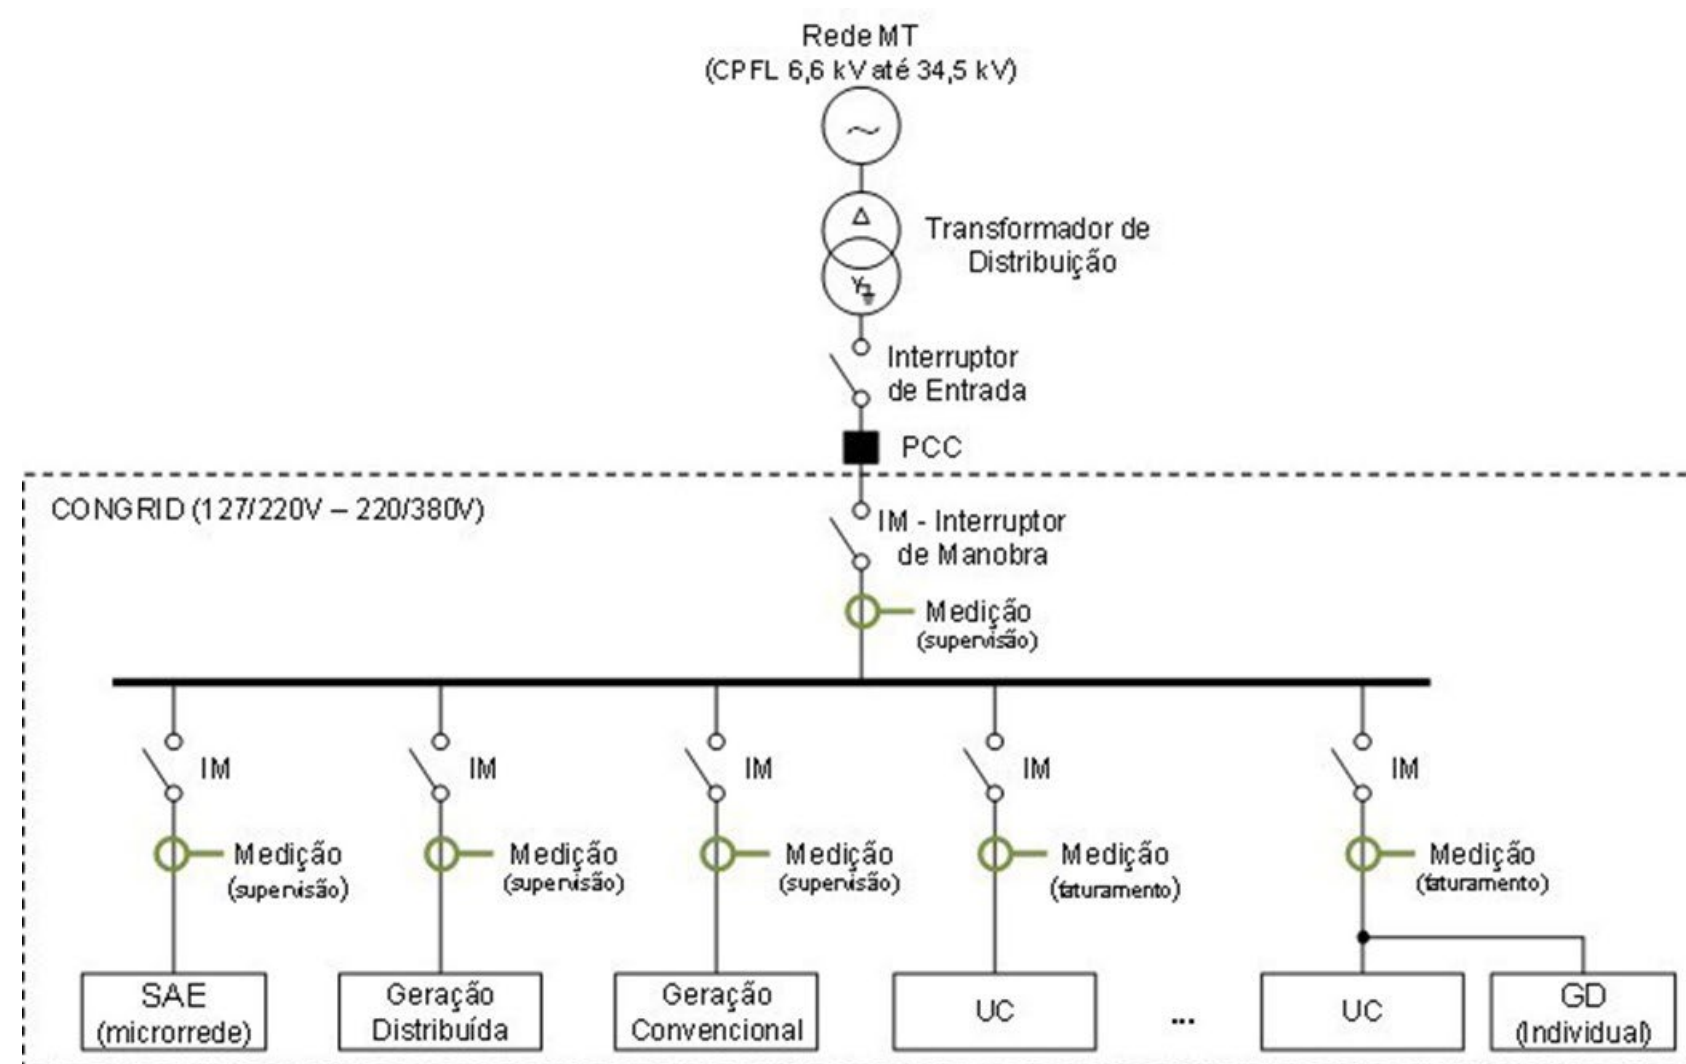 Rede MT
(CPFL 6,6 kV até 34,5 kV)
~
Δ
Transformador de
Distribuição
Y
Interruptor
de Entrada
PCC
CONGRID (127/220V – 220/380V)
IM - Interruptor
de Manobra
Medição
(supervisão)
IM
IM
IM
IM
IM
Medição
(supervisão)
Medição
(supervisão)
Medição
(supervisão)
Medição
(faturamento)
Medição
(faturamento)
SAE
(microrrede)
Geração
Distribuída
Geração
Convencional
UC
...
UC
GD
(Individual)